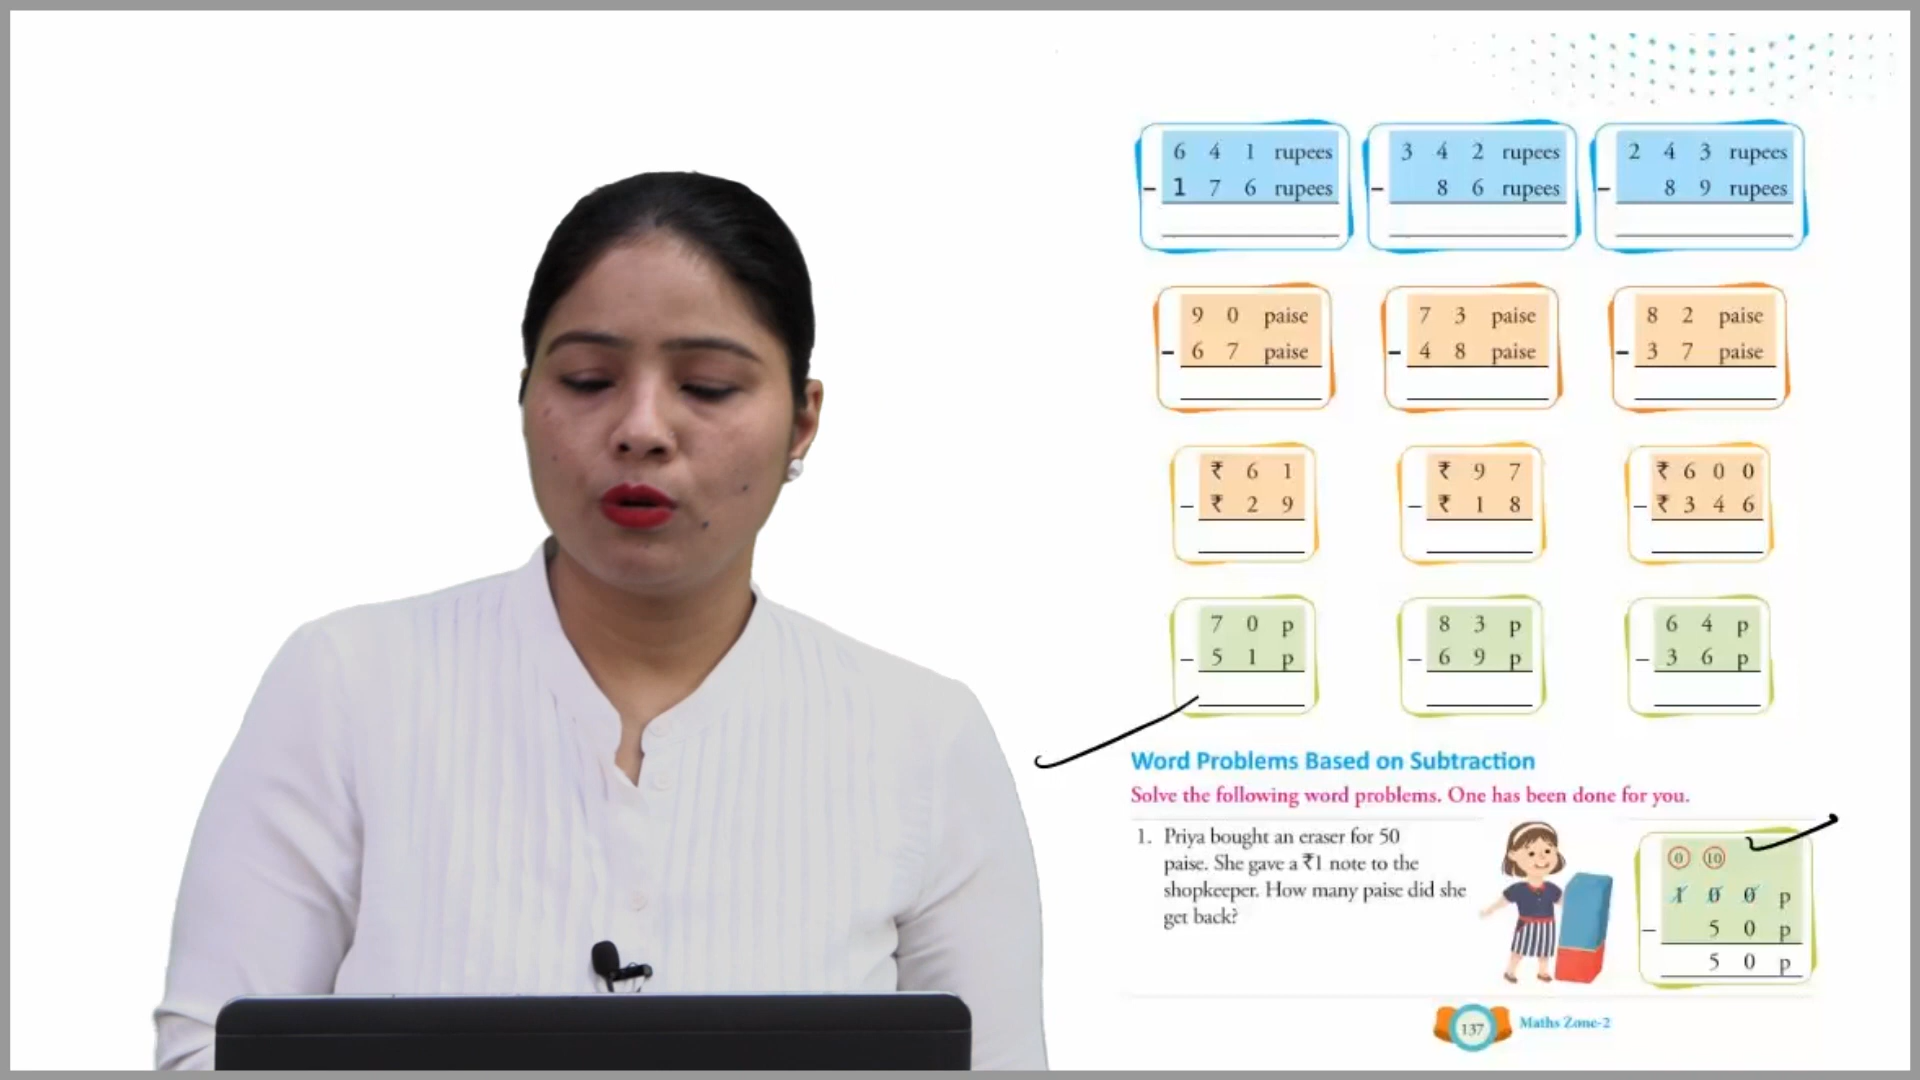 6 4 1 rupees 3 4 2 rupees 2 4 3 rupees
- 1 7 6 rupees - 8 6 rupees - 8 9 rupees
9 0 paise 7 3 paise 8 2 paise
- 6 7 paise - 4 8 paise - 3 7 paise
₹ 6 1 ₹ 9 7 ₹ 6 0 0
- ₹ 2 9 - ₹ 1 8 - ₹ 3 4 6
7 0 p 8 3 p 6 4 p
- 5 1 p - 6 9 p - 3 6 p
Word Problems Based on Subtraction
Solve the following word problems. One has been done for you.
1. Priya bought an eraser for 50
paise. She gave a ₹1 note to the
shopkeeper. How many paise did she
get back?
0 10
1 0 0 p
- 5 0 p
5 0 p
137 Maths Zone-2